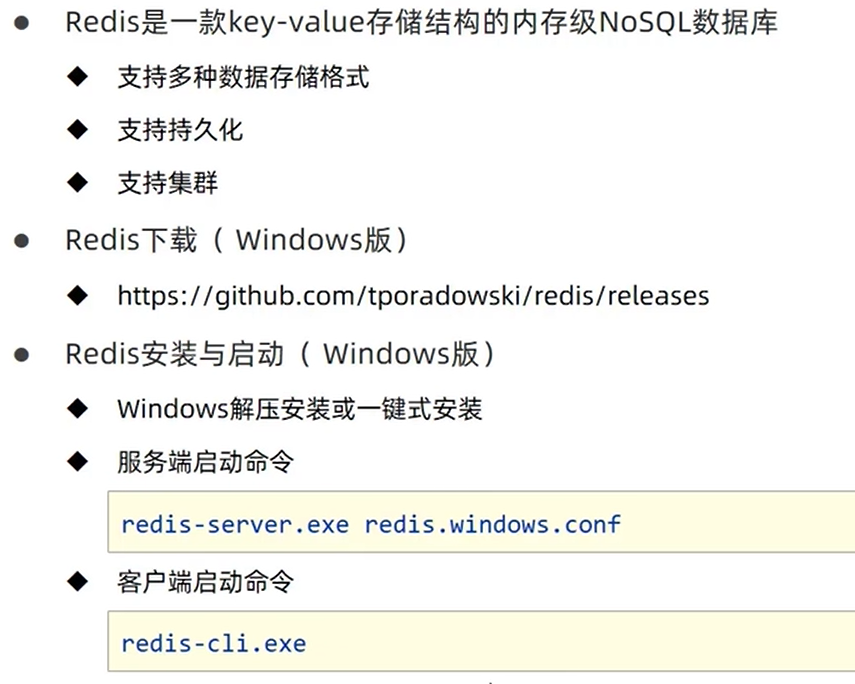 Redis是一款key-value存储结构的内存级NoSQL数据库
支持多种数据存储格式
支持持久化
支持集群
Redis下载（ Windows版）
https://github.com/tporadowski/redis/releases
Redis安装与启动（ Windows版）
Windows解压安装或一键式安装
服务端启动命令
redis-server.exe redis.windows.conf
客户端启动命令
redis-cli.exe